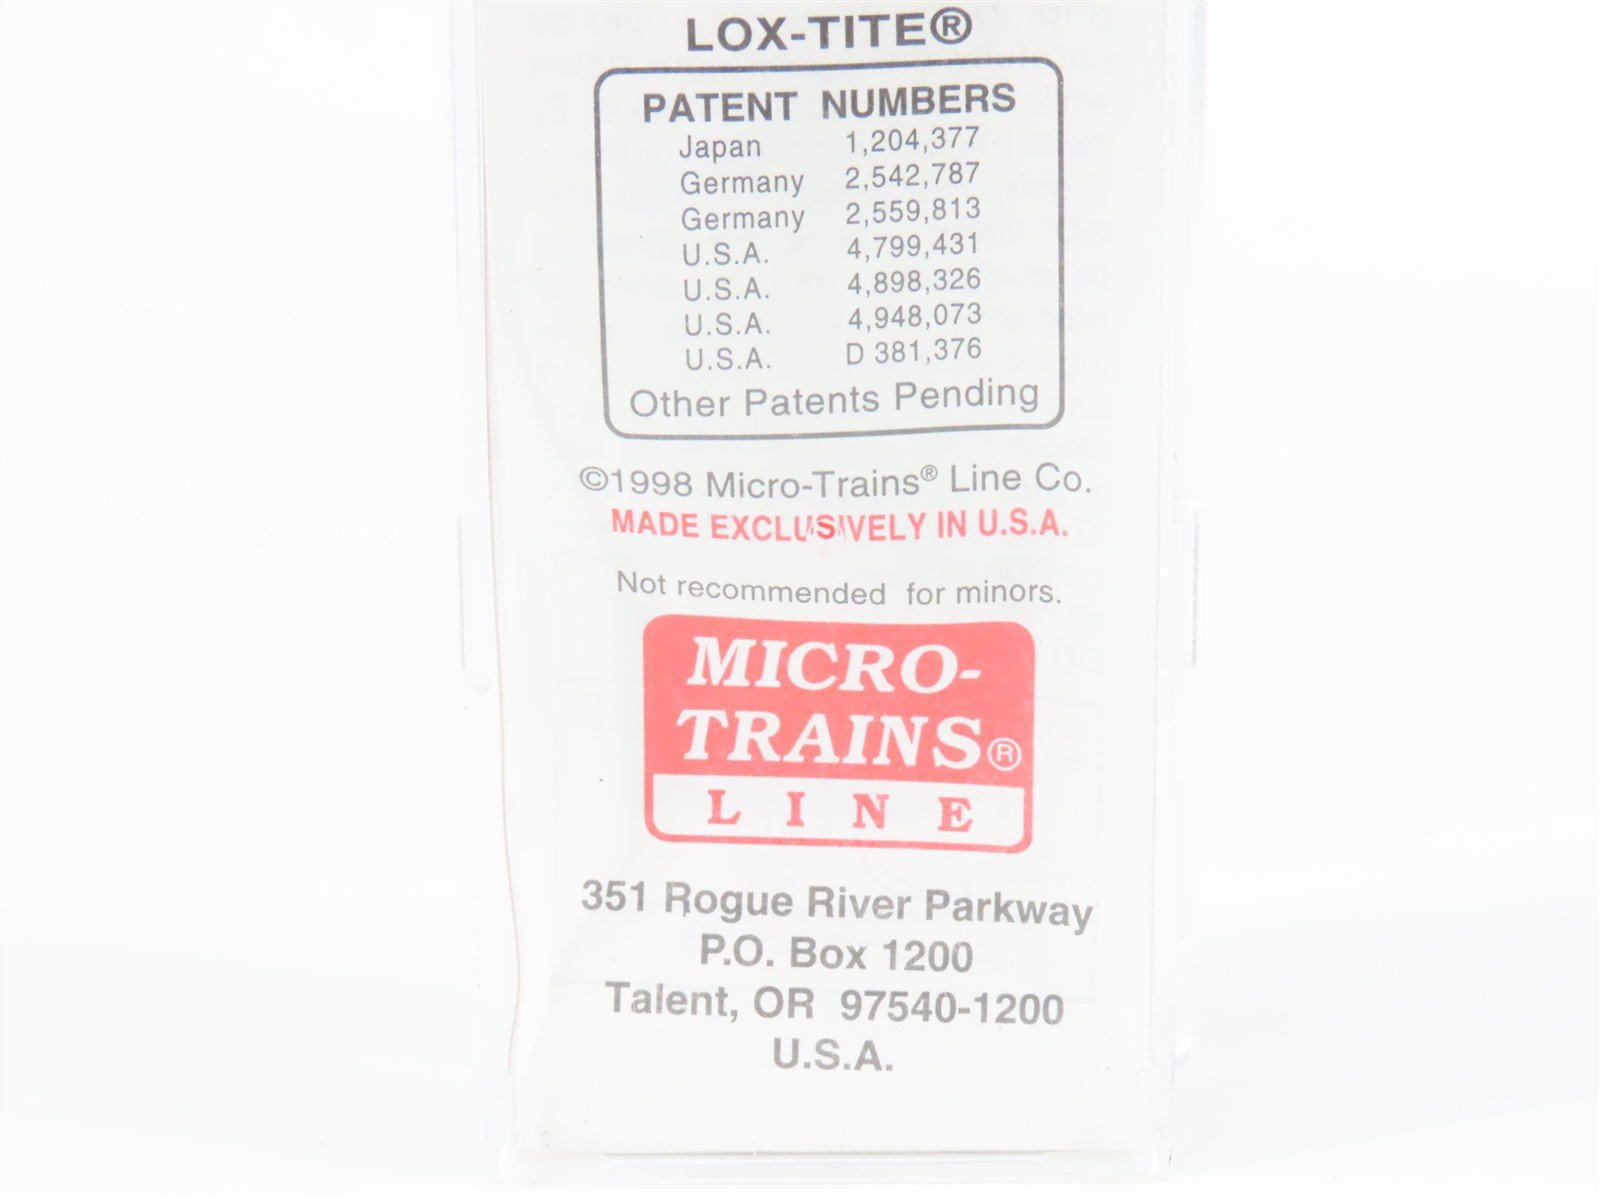 LOX-TITE®
PATENT NUMBERS
Japan 1,204,377
Germany 2,542,787
Germany 2,559,813
U.S.A. 4,799,431
U.S.A. 4,898,326
U.S.A. 4,948,073
U.S.A. D 381,376
Other Patents Pending
©1998 Micro-Trains® Line Co.
MADE EXCLUSIVELY IN U.S.A.
Not recommended for minors.
MICRO-
TRAINS®
LINE
351 Rogue River Parkway
P.O. Box 1200
Talent, OR 97540-1200
U.S.A.